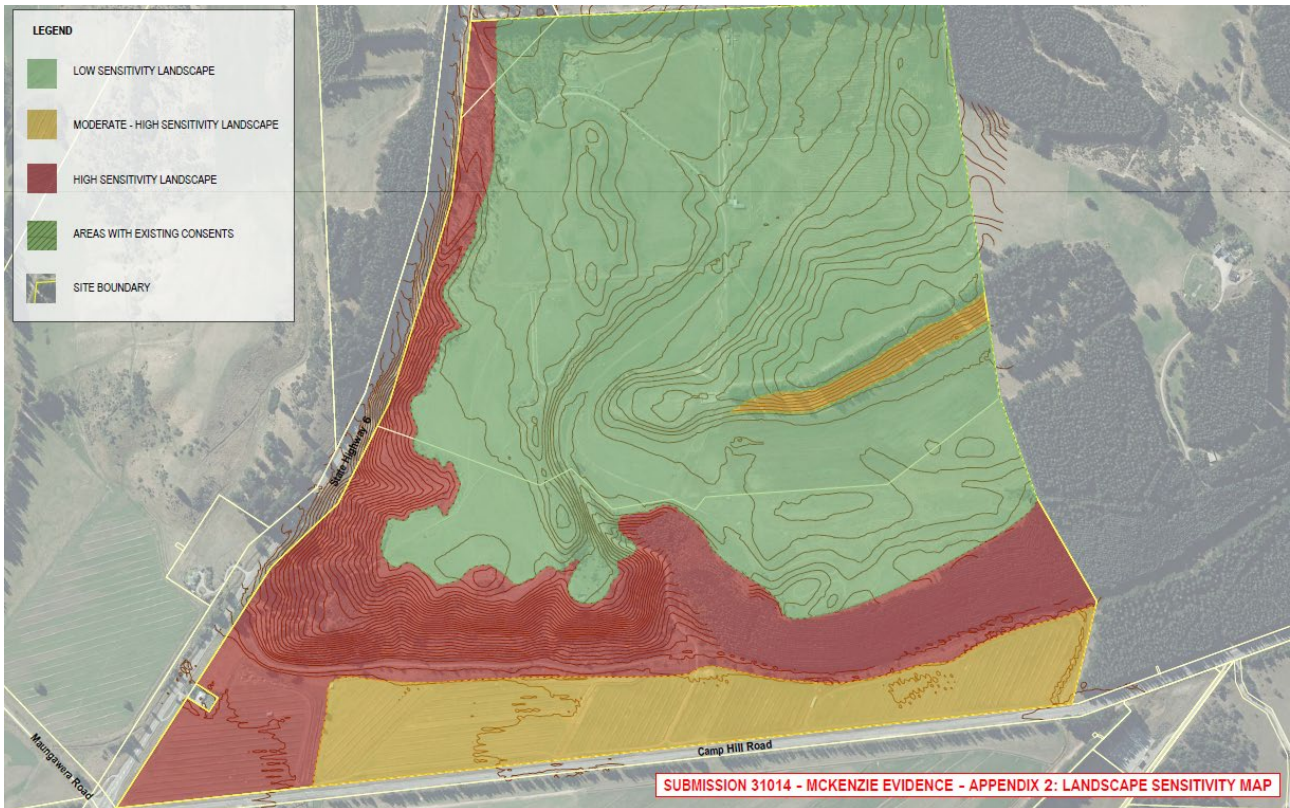 LEGEND
LOW SENSITIVITY LANDSCAPE
MODERATE - HIGH SENSITIVITY LANDSCAPE
HIGH SENSITIVITY LANDSCAPE
AREAS WITH EXISTING CONSENTS
SITE BOUNDARY
State Highway 6
Maungawera Road
Camp Hill Road
SUBMISSION 31014 - MCKENZIE EVIDENCE - APPENDIX 2: LANDSCAPE SENSITIVITY MAP